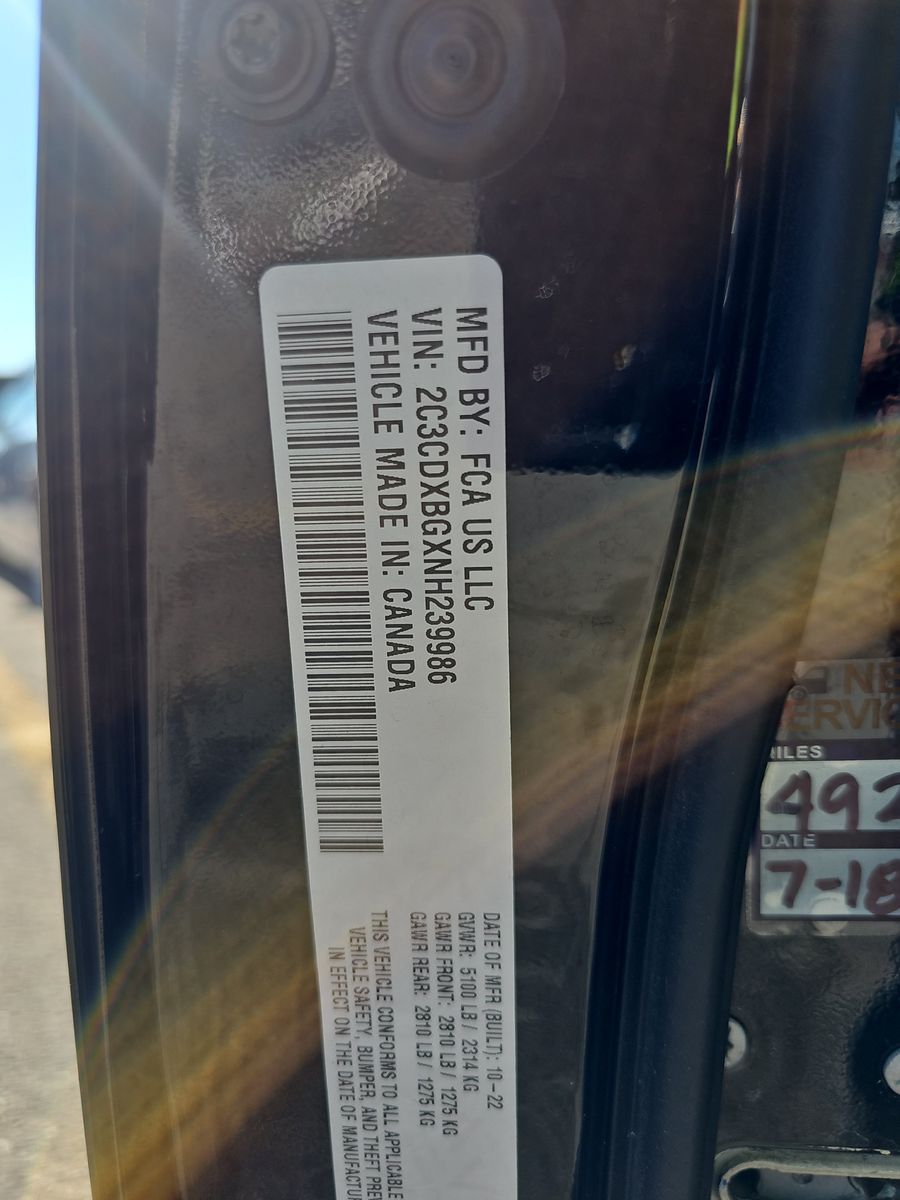 MFD BY: FCA US LLC
VIN: 2C3CDXBGXNH239986
VEHICLE MADE IN: CANADA
DATE OF MFR (BUILT): 10-22
GVWR: 5100 LB / 2314 KG
GAWR FRONT: 2810 LB / 1275 KG
GAWR REAR: 2810 LB / 1275 KG
THIS VEHICLE CONFORMS TO ALL APPLICABLE
VEHICLE SAFETY, BUMPER, AND THEFT PRE
IN EFFECT ON THE DATE OF MANUFACTU
NE
ERVIC
MILES
492
DATE
7-18